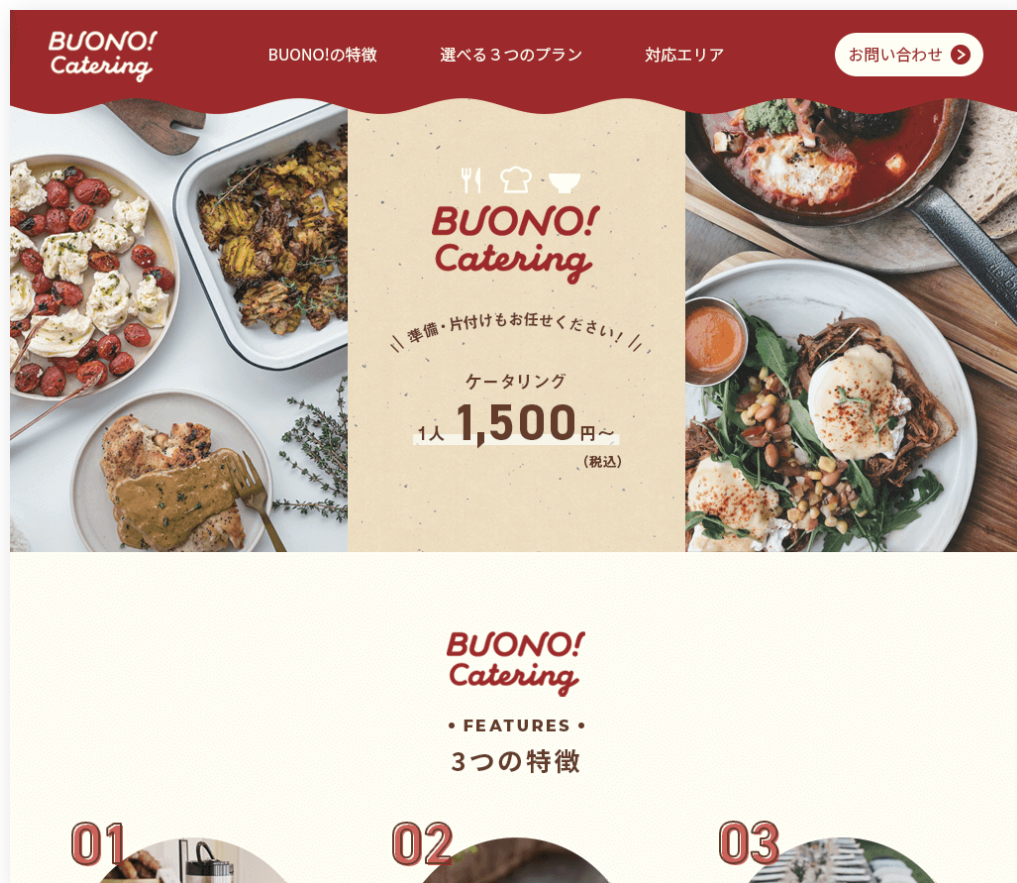 BUONO!
Catering
BUONO!の特徴
選べる３つのプラン
対応エリア
お問い合わせ
BUONO!
Catering
準備・片付けもお任せください！
ケータリング
1人 1,500円〜
（税込）
BUONO!
Catering
• FEATURES •
3つの特徴
01
02
03